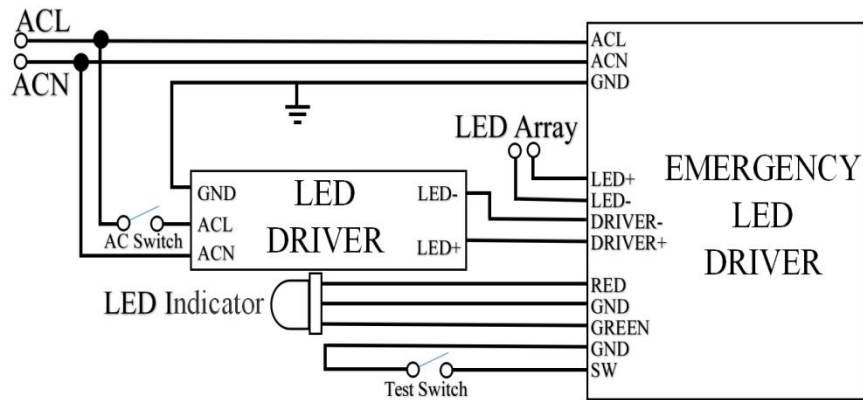 ACL
ACN
LED Array
GND
ACL
ACN
LED
DRIVER
LED-
LED+
AC Switch
LED Indicator
Test Switch
ACL
ACN
GND
LED+
LED-
DRIVER-
DRIVER+
RED
GND
GREEN
GND
SW
EMERGENCY
LED
DRIVER